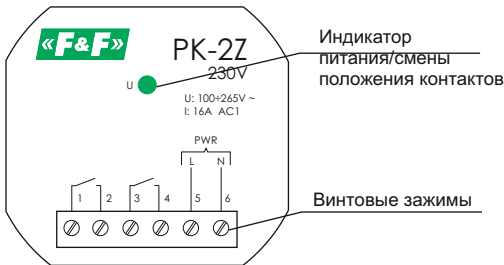 «F&F»
PK-2Z
230V
U
U: 100÷265V ~
I: 16A AC1
PWR
L N
1 2 3 4 5 6
Индикатор
питания/смены
положения контактов
Винтовые зажимы